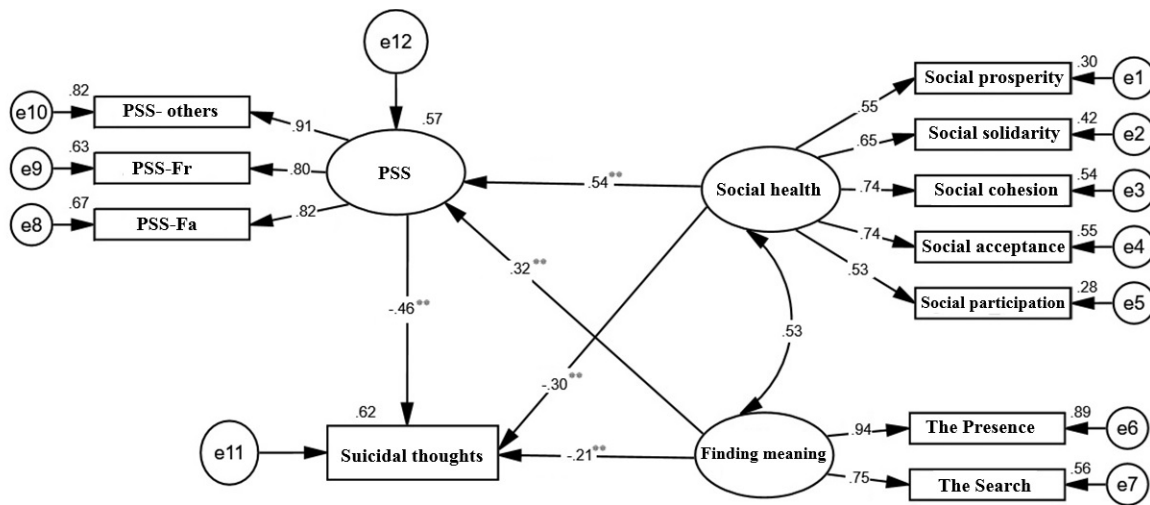 e12
.57
PSS
e10
.82
PSS- others
.91
e9
.63
PSS-Fr
.80
e8
.67
PSS-Fa
.82
.54**
Social health
.55
Social prosperity
.30
e1
.65
Social solidarity
.42
e2
.74
Social cohesion
.54
e3
.74
Social acceptance
.55
e4
.53
Social participation
.28
e5
.32**
-.46**
-.30**
.53
.62
e11
Suicidal thoughts
-.21**
Finding meaning
.94
The Presence
.89
e6
.75
The Search
.56
e7